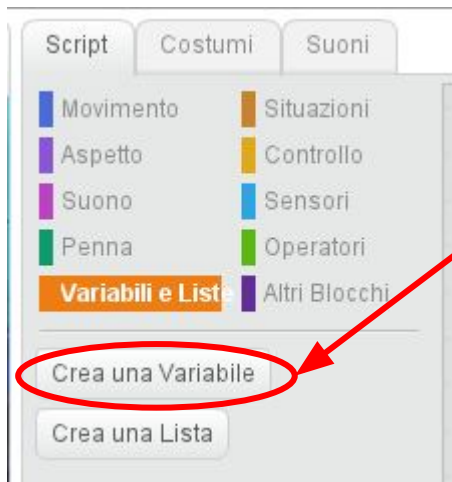 Script Costumi Suoni
Movimento Situazioni
Aspetto Controllo
Suono Sensori
Penna Operatori
Variabili e Liste Altri Blocchi
Crea una Variabile
Crea una Lista